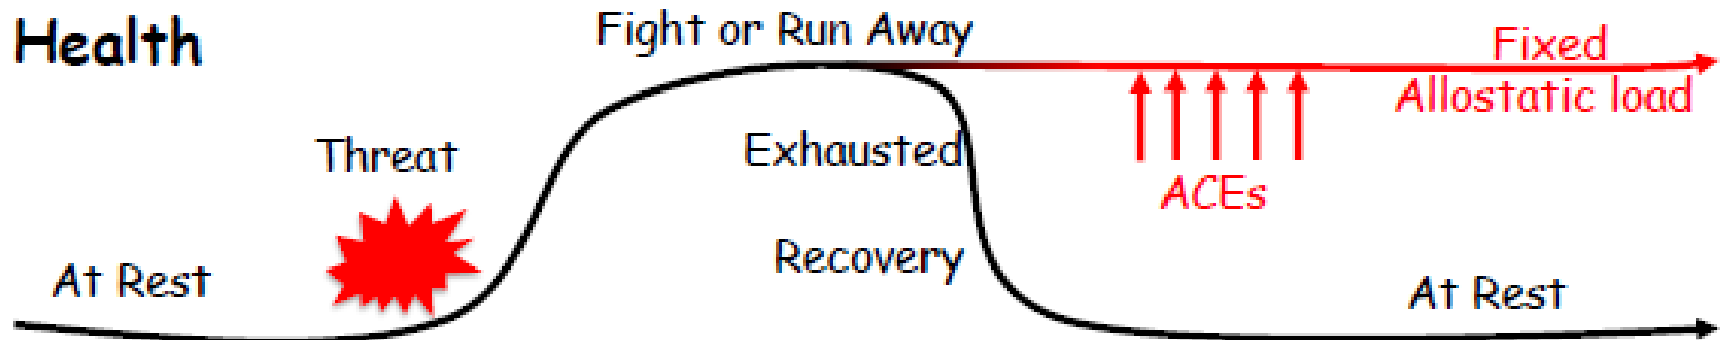 Health
Fight or Run Away
Fixed
Allostatic load
Threat
Exhausted
ACEs
Recovery
At Rest
At Rest